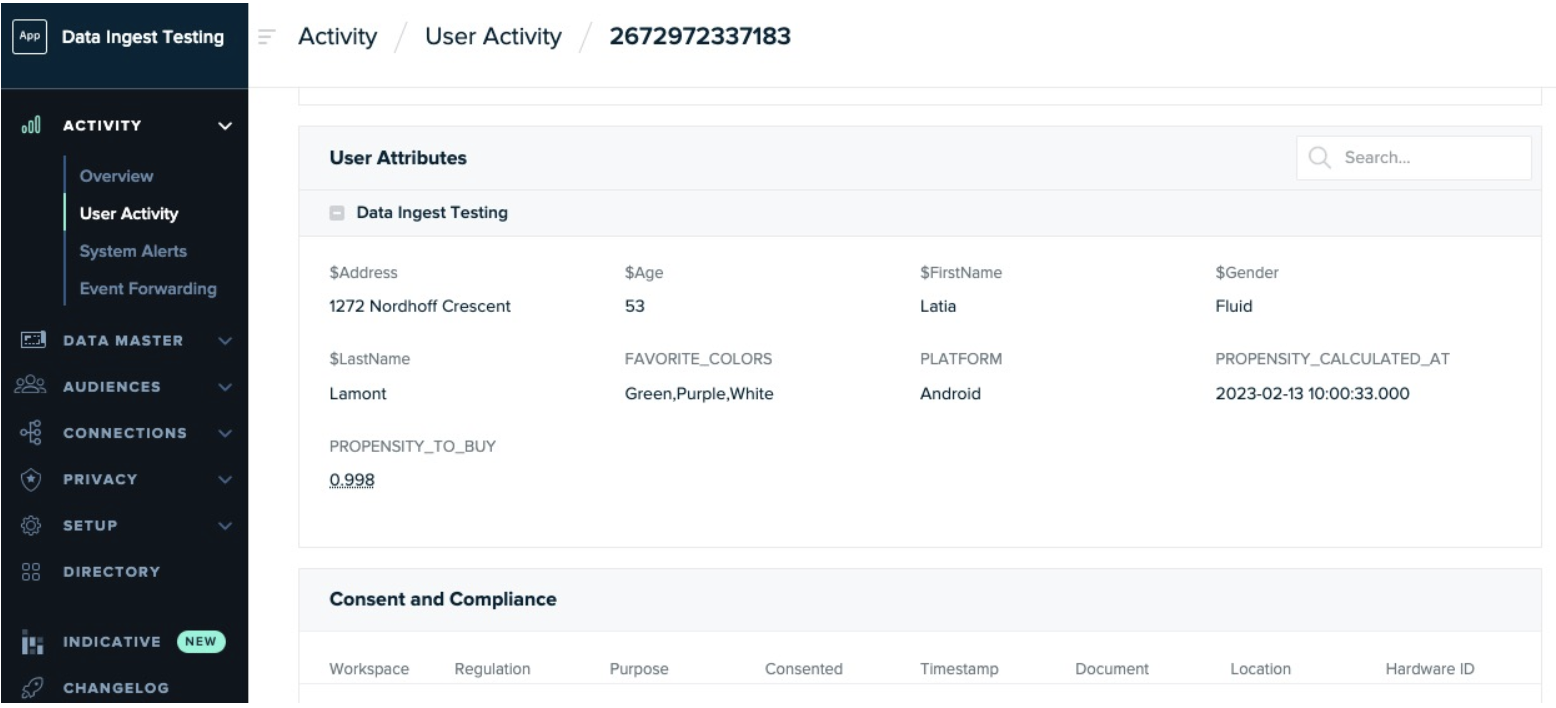 App Data Ingest Testing
Activity / User Activity / 2672972337183
ACTIVITY
Overview
User Activity
System Alerts
Event Forwarding
DATA MASTER
AUDIENCES
CONNECTIONS
PRIVACY
SETUP
DIRECTORY
INDICATIVE NEW
CHANGELOG
User Attributes
Search...
Data Ingest Testing
$Address $Age $FirstName $Gender
1272 Nordhoff Crescent 53 Latia Fluid
$LastName FAVORITE_COLORS PLATFORM PROPENSITY_CALCULATED_AT
Lamont Green,Purple,White Android 2023-02-13 10:00:33.000
PROPENSITY_TO_BUY
0.998
Consent and Compliance
Workspace Regulation Purpose Consented Timestamp Document Location Hardware ID